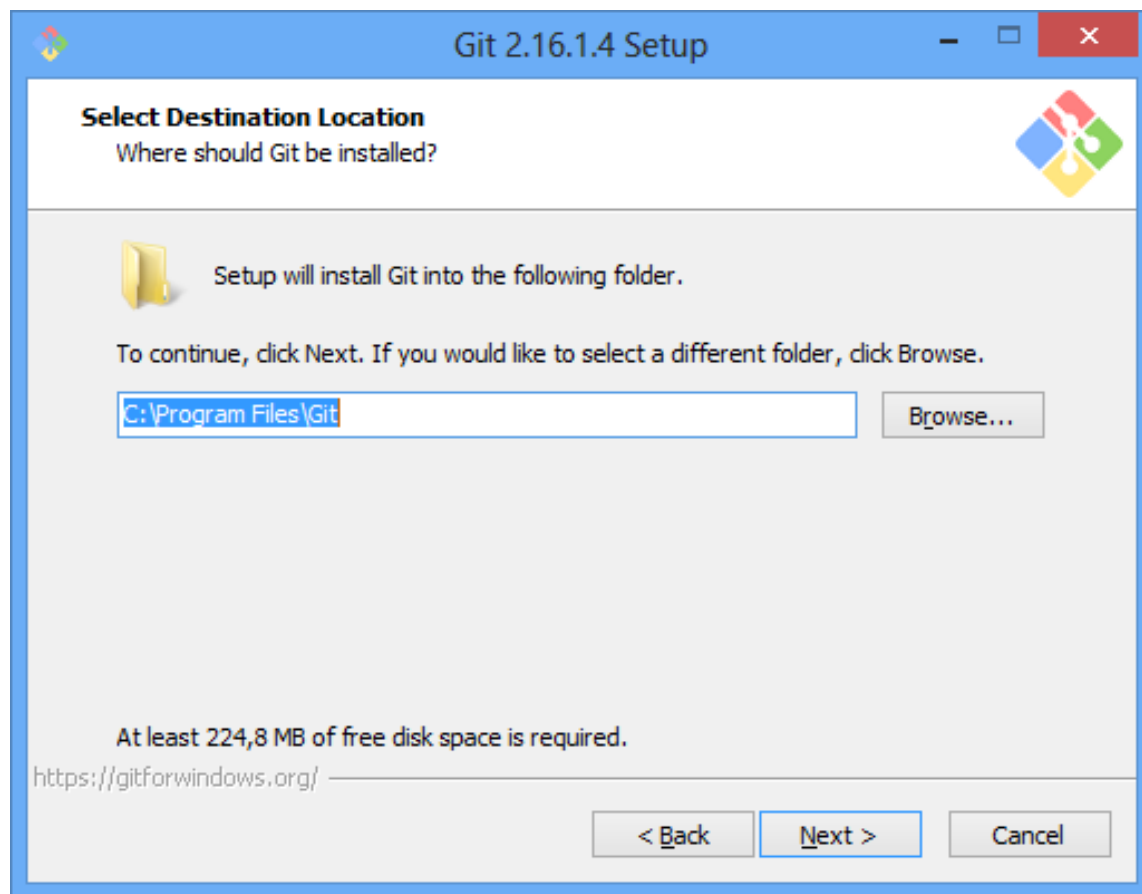 Git 2.16.1.4 Setup
Select Destination Location
Where should Git be installed?
Setup will install Git into the following folder.
To continue, click Next. If you would like to select a different folder, click Browse.
C:\Program Files\Git
Browse...
At least 224,8 MB of free disk space is required.
https://gitforwindows.org/
< Back
Next >
Cancel